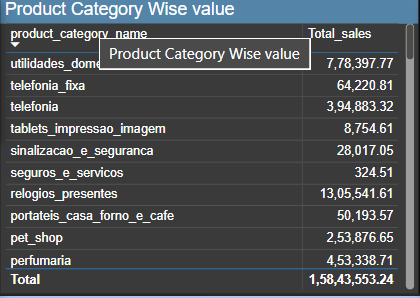 Product Category Wise value
product_category_name Total_sales
Product Category Wise value
7,78,397.77
telefonia_fixa 64,220.81
telefonia 3,94,883.32
tablets_impressao_imagem 8,754.61
sinalizacao_e_seguranca 28,017.05
seguros_e_servicos 324.51
relogios_presentes 13,05,541.61
portateis_casa_forno_e_cafe 50,193.57
pet_shop 2,53,876.65
perfumaria 4,53,338.71
Total 1,58,43,553.24